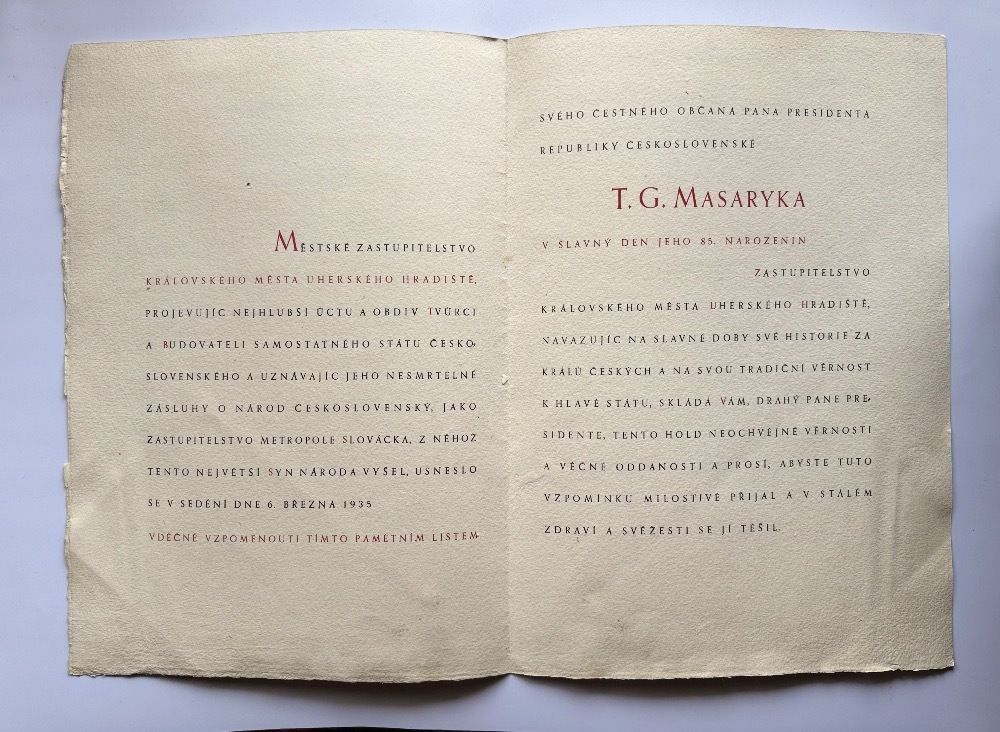 MĚSTSKÉ ZASTUPITELSTVO
KRÁLOVSKÉHO MĚSTA UHERSKÉHO HRADIŠTĚ,
PROJEVUJÍC NEJHLUBŠÍ ÚCTU A OBDIV TVŮRCI
A BUDOVATELI SAMOSTATNÉHO STÁTU ČESKO-
SLOVENSKÉHO A UZNÁVAJÍC JEHO NESMRTELNÉ
ZÁSLUHY O NÁROD ČESKOSLOVENSKÝ, JAKO
ZASTUPITELSTVO METROPOLE SLOVÁCKA, Z NĚHOŽ
TENTO NEJVĚTŠÍ SYN NÁRODA VYŠEL, USNESLO
SE V SEDĚNÍ DNE 6. BŘEZNA 1935
VDĚČNĚ VZPOMENOUTI TÍMTO PAMĚTNÍM LISTEM
SVÉHO ČESTNÉHO OBČANA PANA PRESIDENTA
REPUBLIKY ČESKOSLOVENSKÉ
T. G. MASARYKA
V SLAVNÝ DEN JEHO 85. NAROZENIN
ZASTUPITELSTVO
KRÁLOVSKÉHO MĚSTA UHERSKÉHO HRADIŠTĚ,
NAVAZUJÍC NA SLAVNÉ DOBY SVÉ HISTORIE ZA
KRÁLŮ ČESKÝCH A NA SVOU TRADIČNÍ VĚRNOST
K HLAVĚ STÁTU, SKLÁDÁ VÁM, DRAHÝ PANE PRE-
SIDENTE, TENTO HOLD NEOCHVĚJNÉ VĚRNOSTI
A VĚČNÉ ODDANOSTI A PROSÍ, ABYSTE TUTO
VZPOMÍNKU MILOSTIVĚ PŘIJAL A V STÁLÉM
ZDRAVÍ A SVĚŽESTI SE JÍ TĚŠIL.